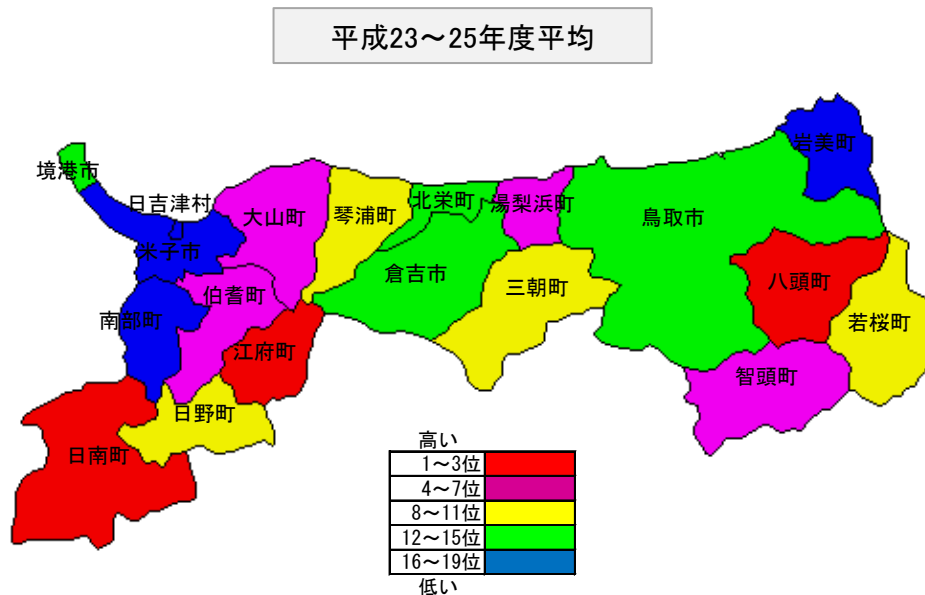 平成23～25年度平均
岩美町
境港市
日吉津村
大山町
琴浦町
北栄町
湯梨浜町
鳥取市
米子市
倉吉市
三朝町
八頭町
伯耆町
南部町
若桜町
江府町
智頭町
日野町
日南町
高い
1～3位
4～7位
8～11位
12～15位
16～19位
低い